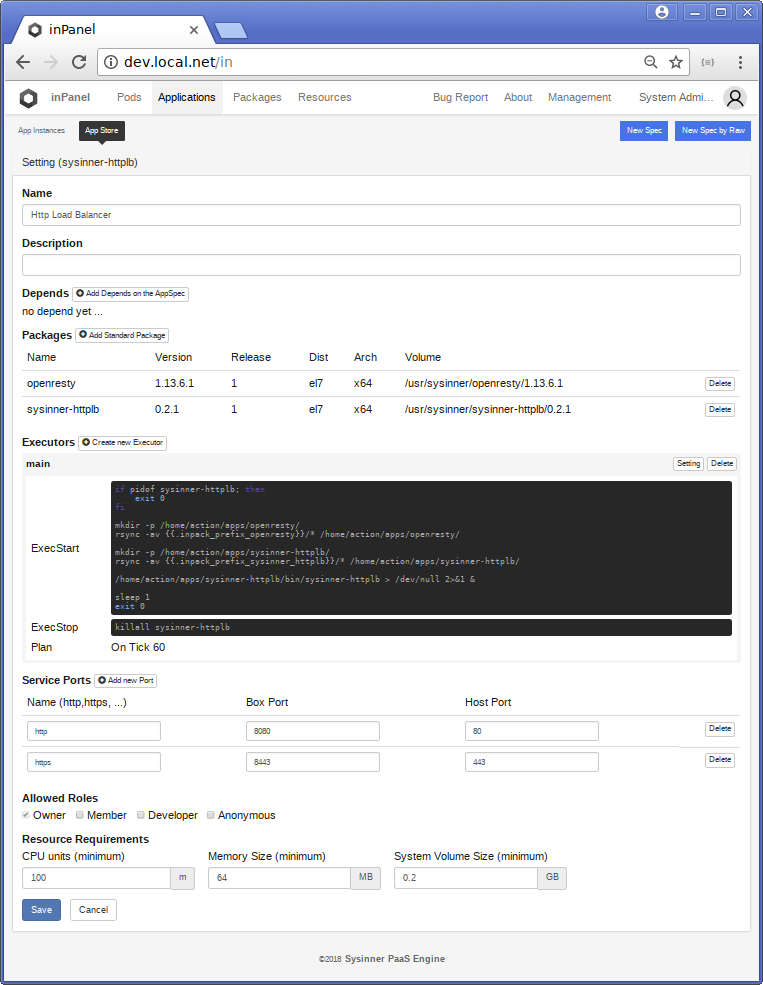 inPanel
dev.local.net/in
inPanel Pods Applications Packages Resources Bug Report About Management System Admi...
App Instances App Store New Spec New Spec by Raw
Setting (sysinner-httplb)
Name
Http Load Balancer
Description
Depends Add Depends on the AppSpec
no depend yet ...
Packages Add Standard Package
Name Version Release Dist Arch Volume
openresty 1.13.6.1 1 el7 x64 /usr/sysinner/openresty/1.13.6.1 Delete
sysinner-httplb 0.2.1 1 el7 x64 /usr/sysinner/sysinner-httplb/0.2.1 Delete
Executors Create new Executor
main Setting Delete
ExecStart
if pidof sysinner-httplb; then
exit 0
fi
mkdir -p /home/action/apps/openresty/
rsync -av {{.inpack_prefix_openresty}}/* /home/action/apps/openresty/
mkdir -p /home/action/apps/sysinner-httplb/
rsync -av {{.inpack_prefix_sysinner_httplb}}/* /home/action/apps/sysinner-httplb/
/home/action/apps/sysinner-httplb/bin/sysinner-httplb > /dev/null 2>&1 &
sleep 1
exit 0
ExecStop killall sysinner-httplb
Plan On Tick 60
Service Ports Add new Port
Name (http,https, ...) Box Port Host Port
http 8080 80 Delete
https 8443 443 Delete
Allowed Roles
Owner Member Developer Anonymous
Resource Requirements
CPU units (minimum) Memory Size (minimum) System Volume Size (minimum)
100 m 64 MB 0.2 GB
Save Cancel
©2018 Sysinner PaaS Engine